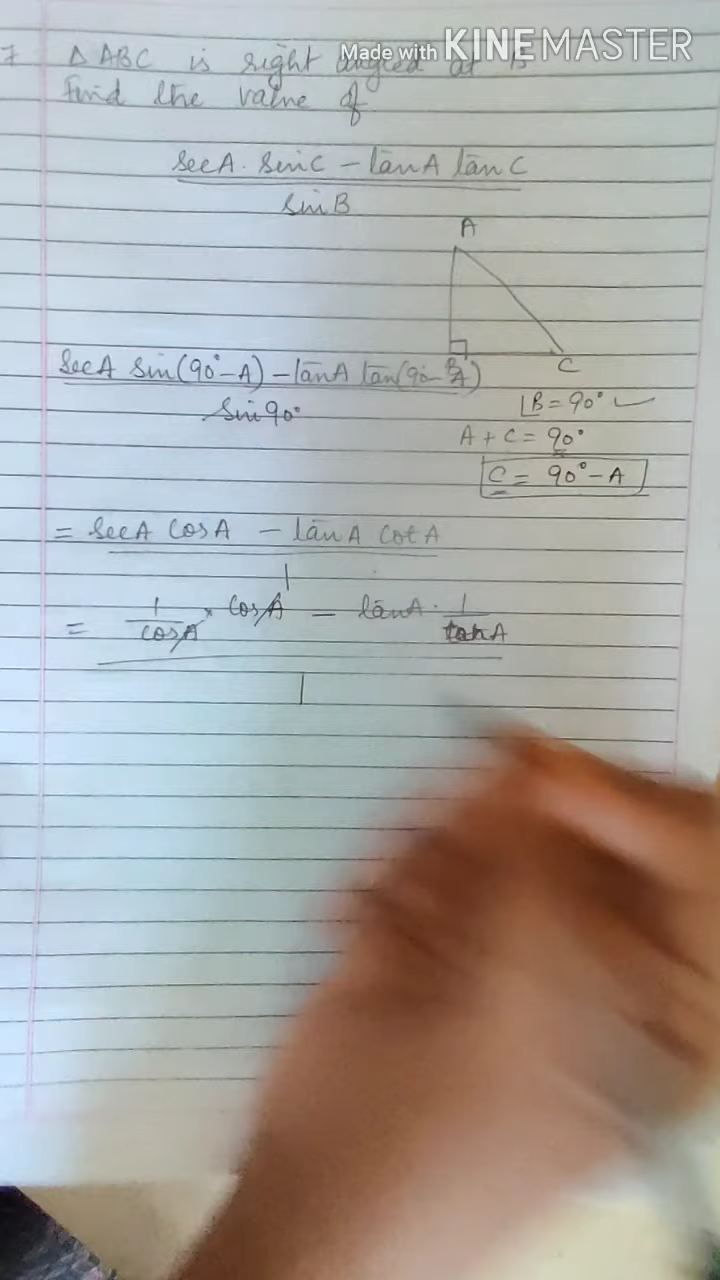 7 Δ ABC is right angled at B
Made with KINEMASTER
Find the value of
secA. sinC - tanA tanC
sinB
A
B
C
secA sin(90°-A) - tanA tan(90-A)
sin90°
∟B = 90° ✓
A + C = 90°
C = 90° - A
= secA cosA - tanA cotA
1
= 1/cosA × cosA - tanA · 1/tanA
1